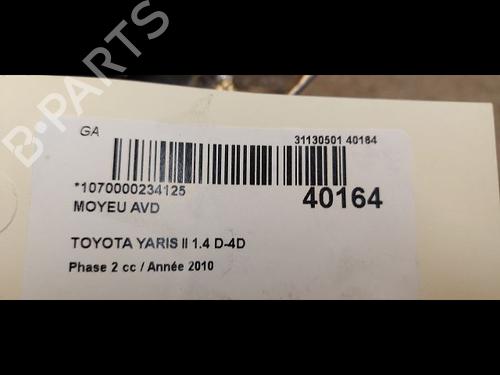 B-PARTS
GA
31130501 40164
*1070000234125
40164
MOYEU AVD
TOYOTA YARIS II 1.4 D-4D
Phase 2 cc / Année 2010